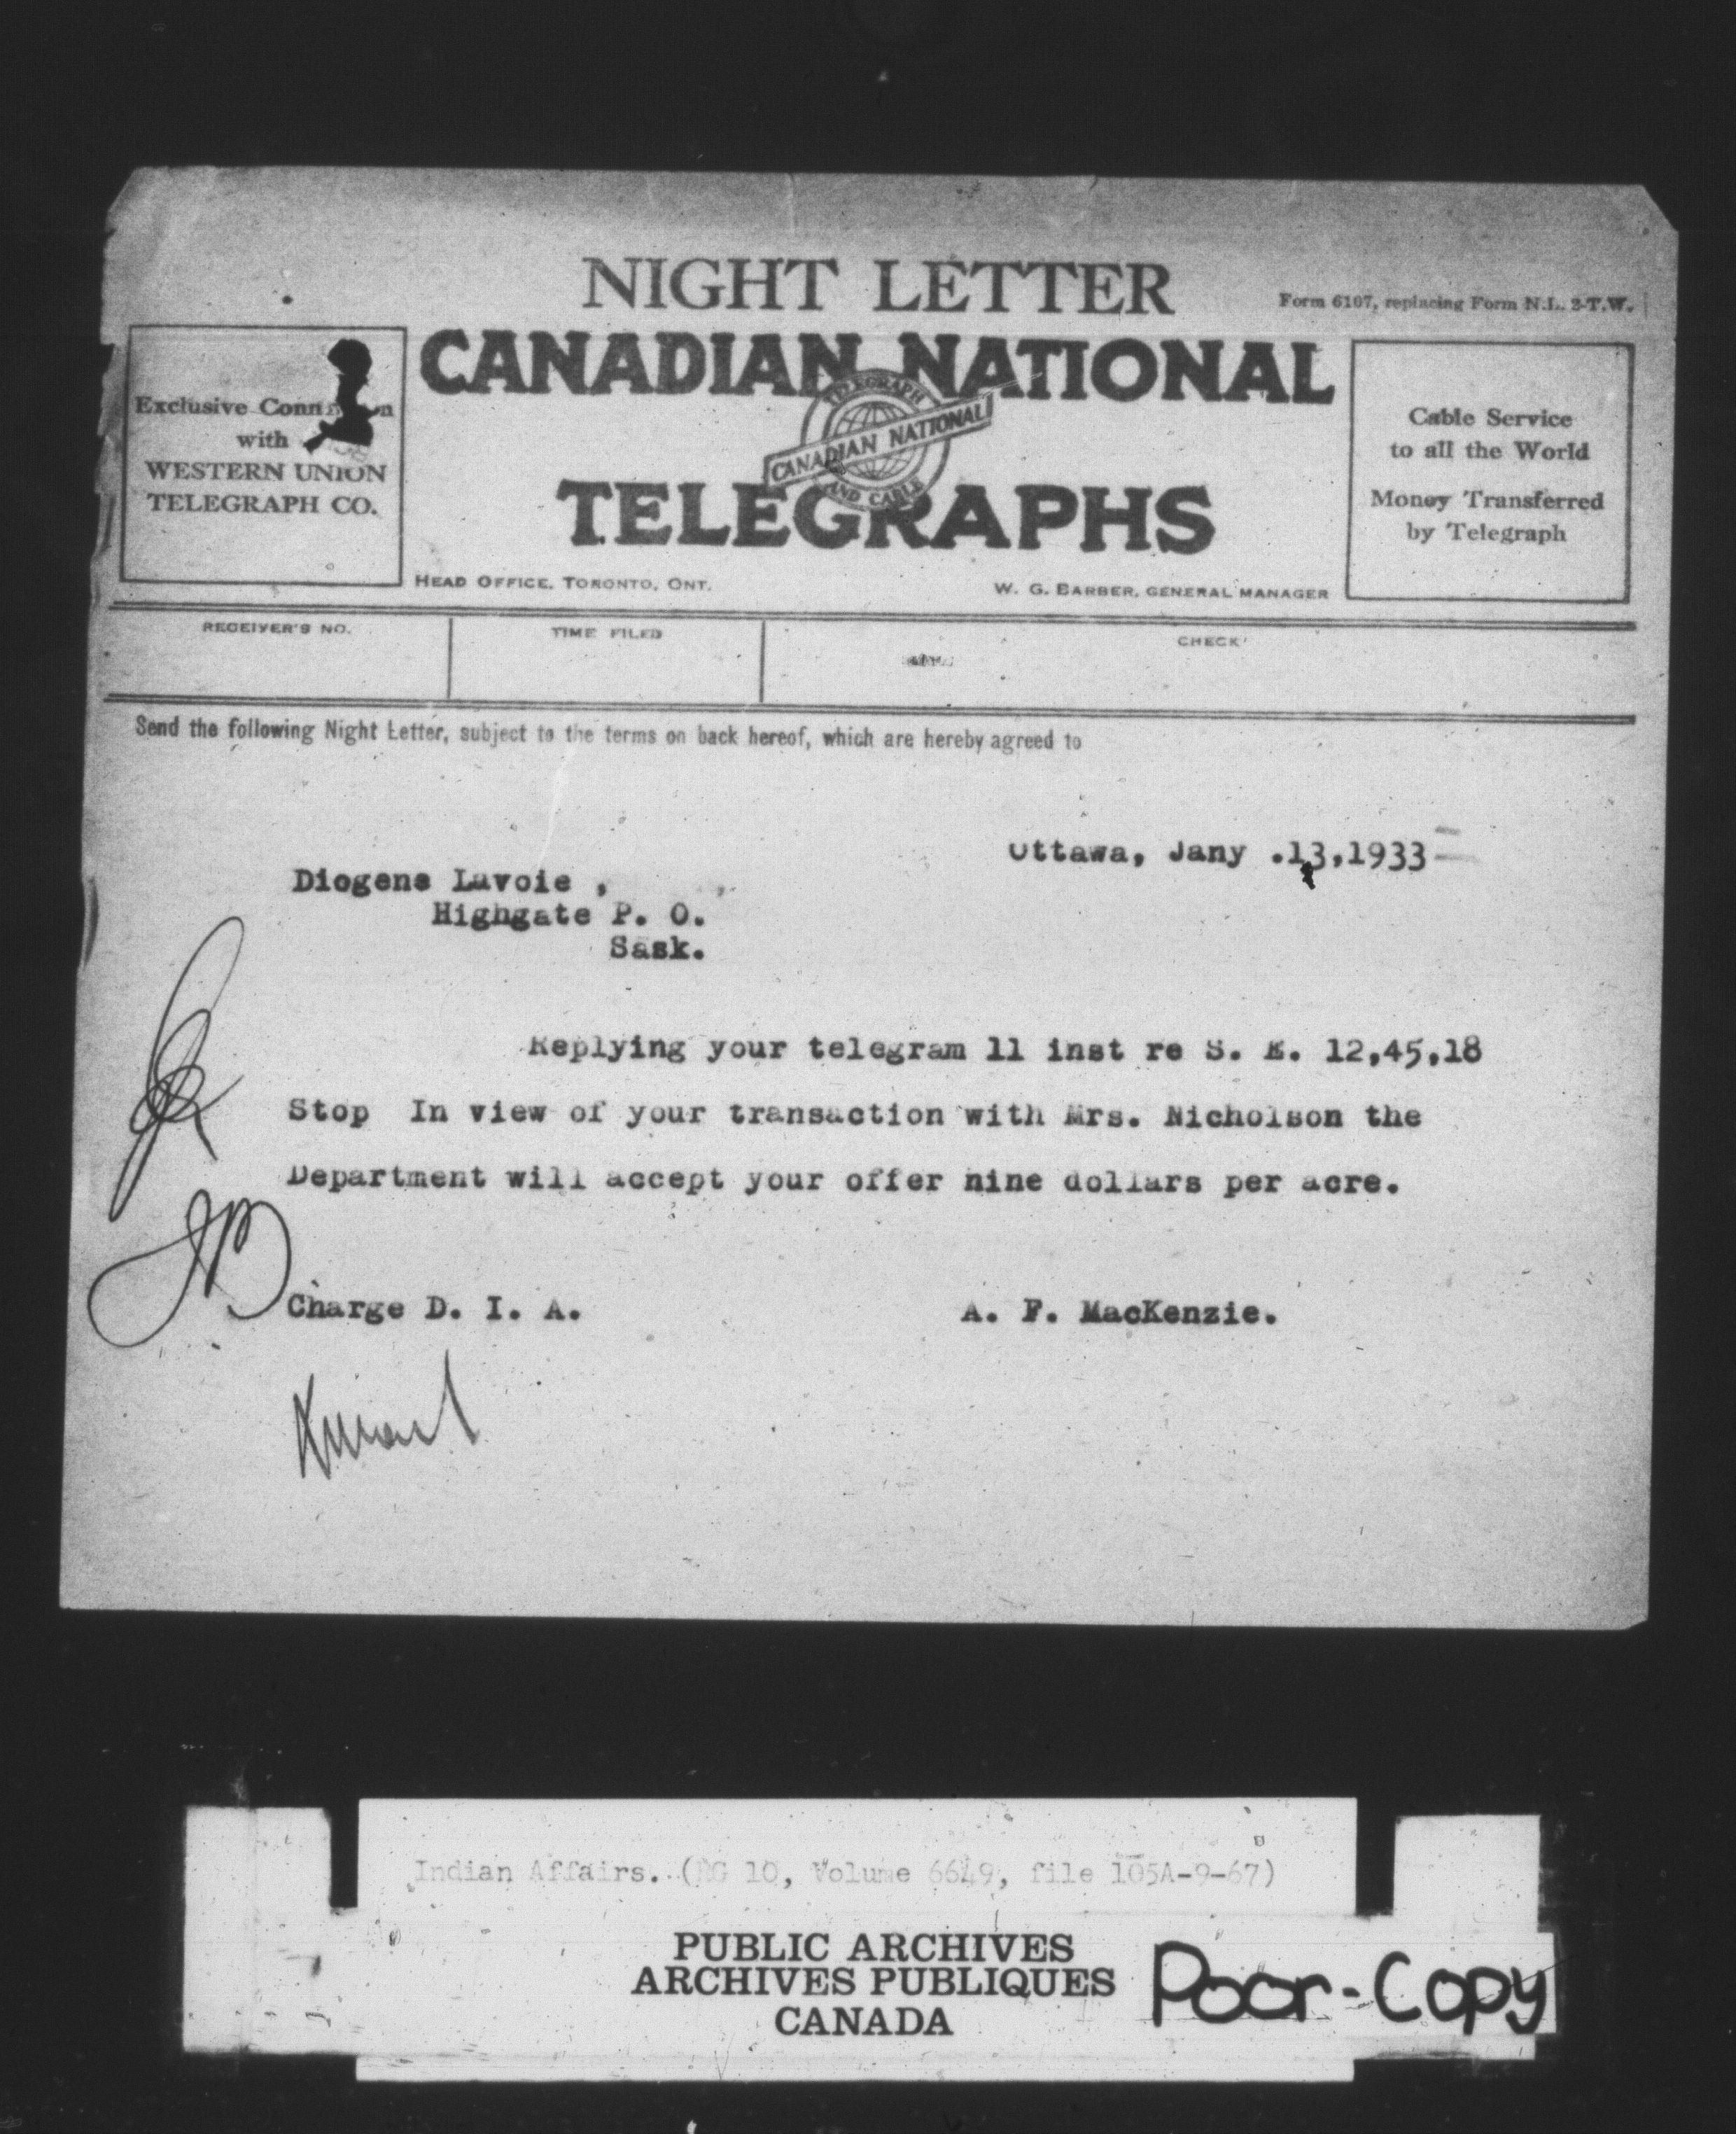 NIGHT LETTER
Form 6107, replacing Form N.L. 2-T.W.
CANADIAN NATIONAL
TELEGRAPH
CANADIAN NATIONAL
AND CABLE
TELEGRAPHS
Exclusive Conn n
with
WESTERN UNION
TELEGRAPH CO.
Cable Service
to all the World
Money Transferred
by Telegraph
HEAD OFFICE, TORONTO, ONT.
W. G. BARBER, GENERAL MANAGER
RECEIVER'S NO.
TIME FILED
CHECK
Send the following Night Letter, subject to the terms on back hereof, which are hereby agreed to
Ottawa, Jany .13,1933
Diogene Lavoie ,
Highgate P. O.
Sask.
Replying your telegram 11 inst re S. E. 12,45,18
Stop In view of your transaction with Mrs. Nicholson the
Department will accept your offer nine dollars per acre.
Charge D. I. A.
A. F. MacKenzie.
Indian Affairs. (RG 10, Volume 6649, file 105A-9-67)
PUBLIC ARCHIVES
ARCHIVES PUBLIQUES
CANADA
Poor-Copy